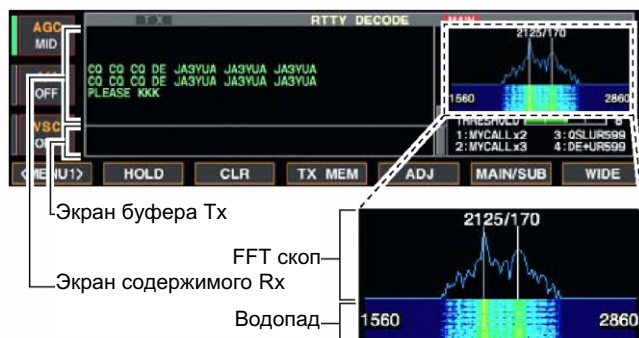 AGC
MID
TX
RTTY DECODE
MAIN
2125/170
CQ CQ CQ DE JA3YUA JA3YUA JA3YUA
CQ CQ CQ DE JA3YUA JA3YUA JA3YUA
PLEASE KKK
OFF
1560
2860
THRESHOLD
1:MYCALLx2
3:QSLUR599
2:MYCALLx3
4:DE+UR599
<MENU1>
HOLD
CLR
TX MEM
ADJ
MAIN/SUB
WIDE
Экран буфера Tx
Экран содержимого Rx
FFT скоп
Водопад
2125/170
1560
2860